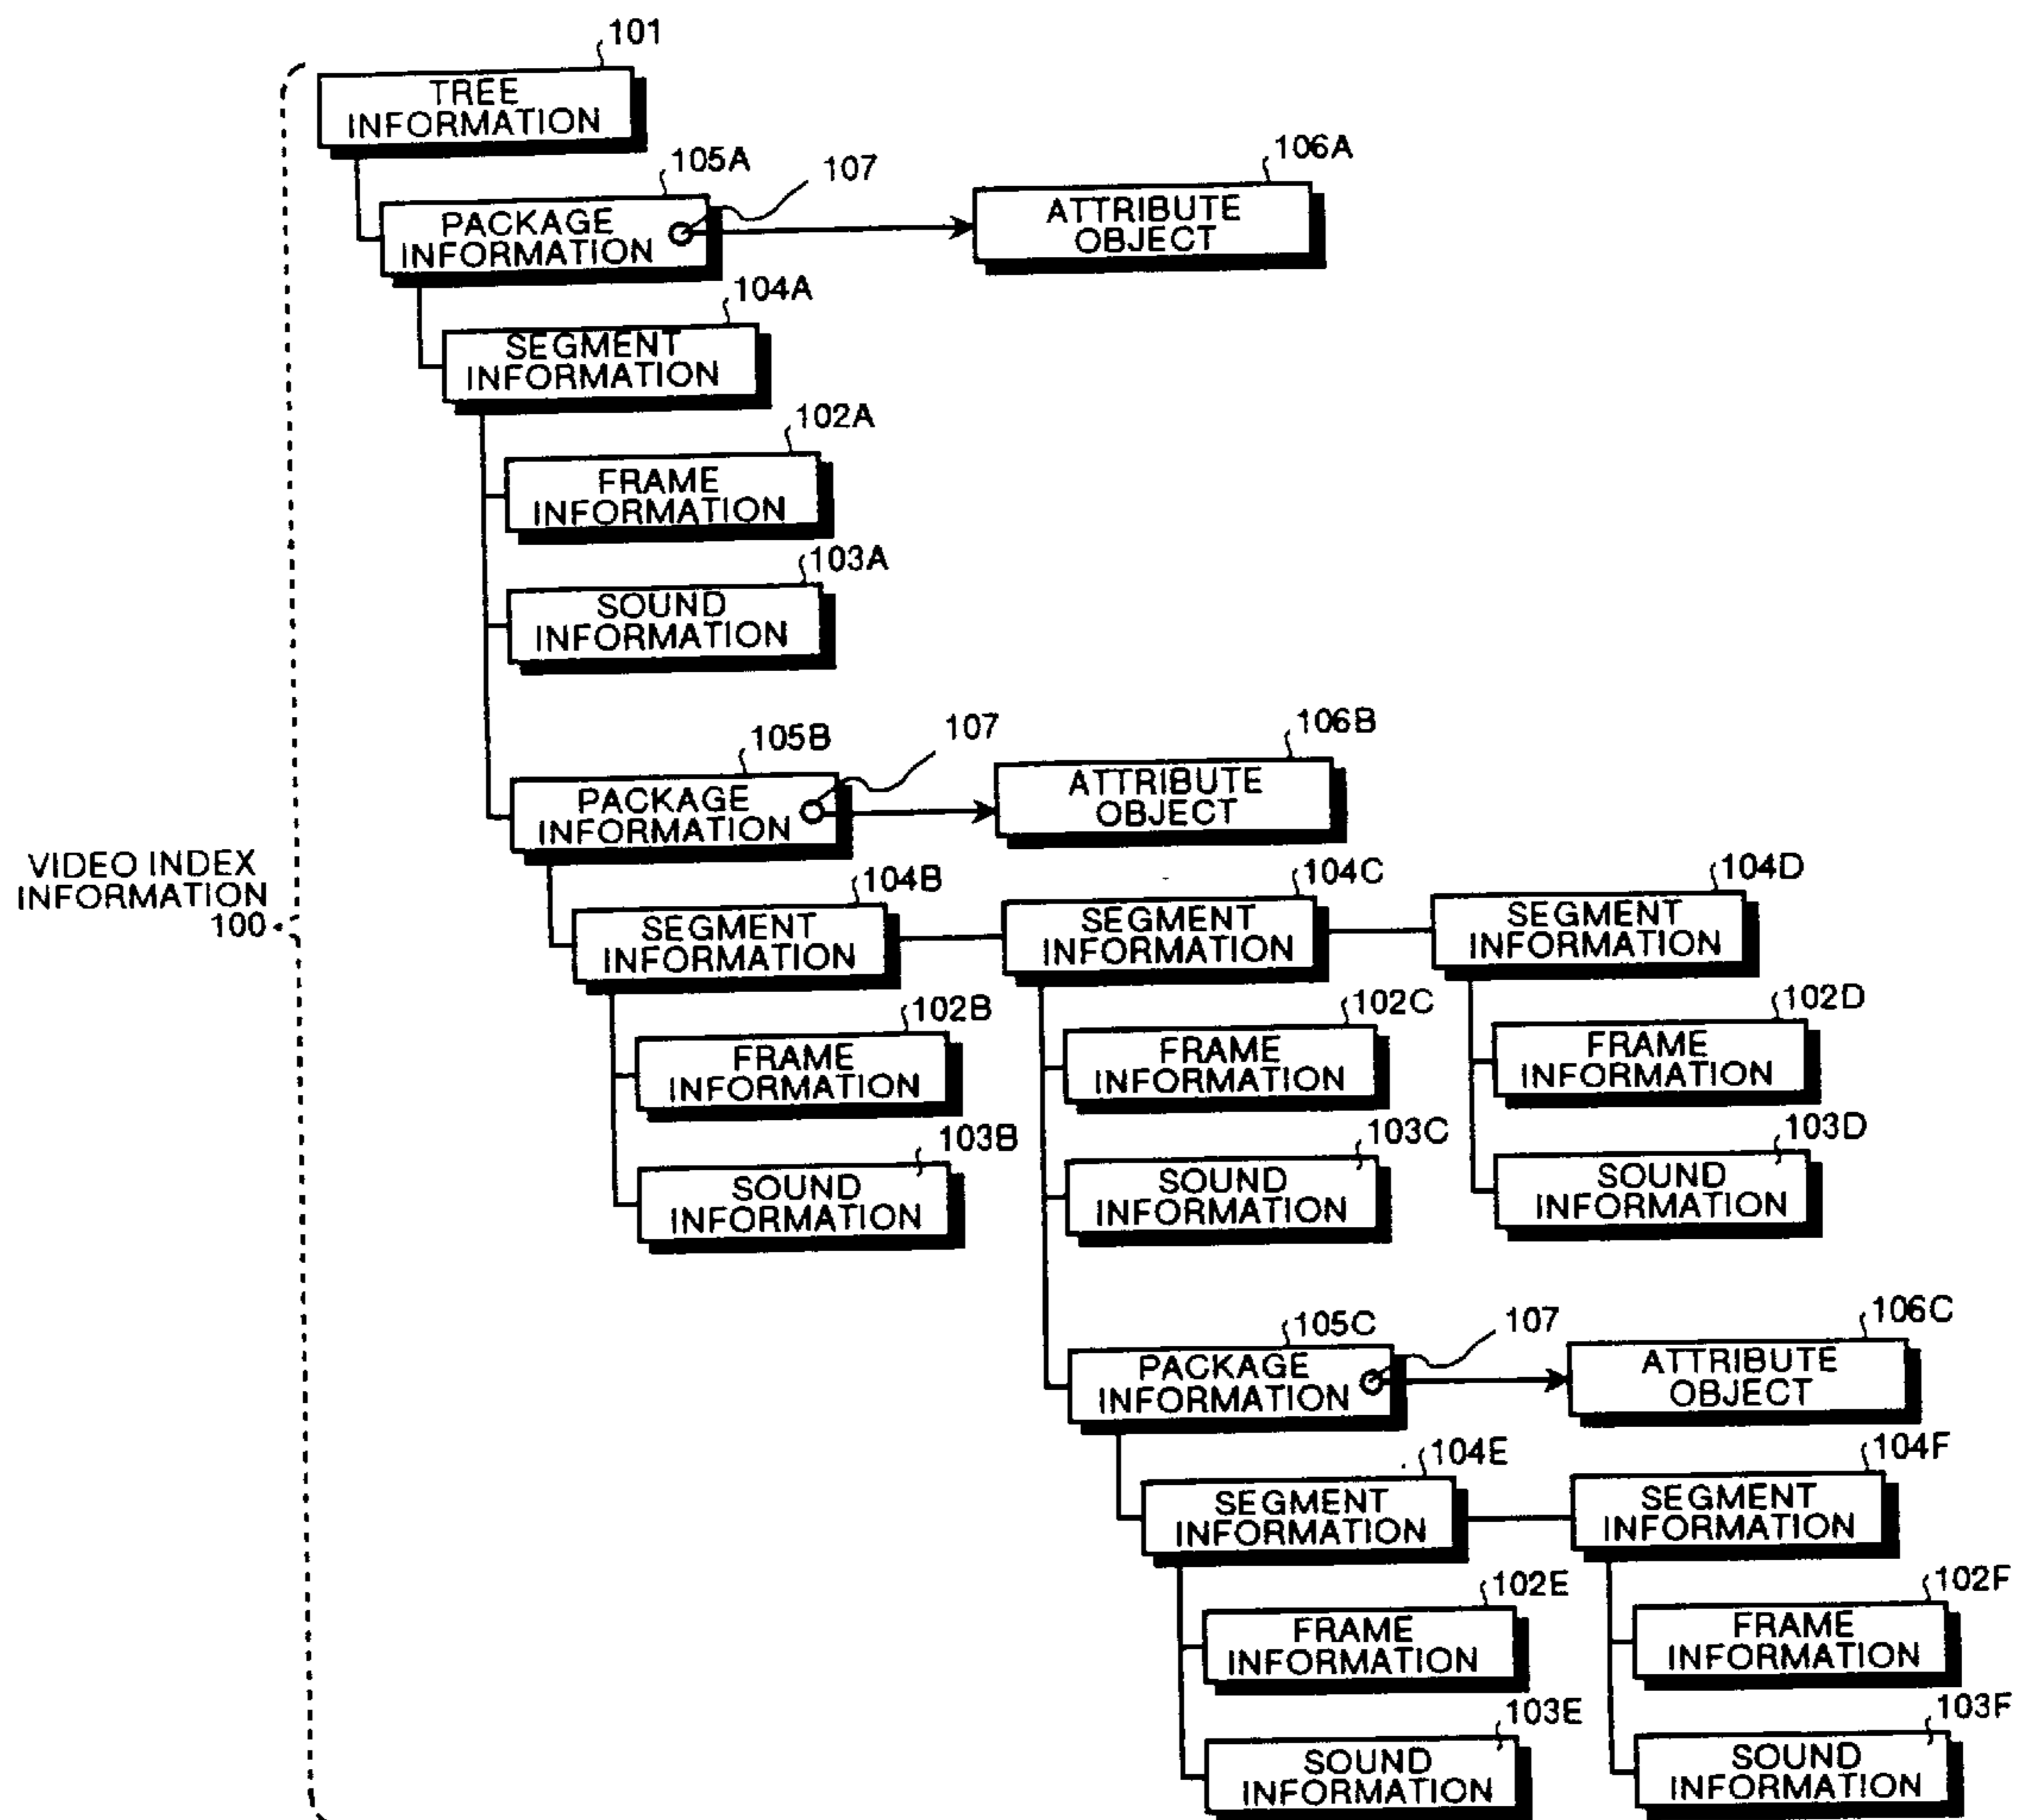 101
TREE
INFORMATION
105A
107
106A
PACKAGE
INFORMATION
ATTRIBUTE
OBJECT
104A
SEGMENT
INFORMATION
102A
FRAME
INFORMATION
103A
SOUND
INFORMATION
105B
107
106B
PACKAGE
INFORMATION
ATTRIBUTE
OBJECT
VIDEO INDEX
INFORMATION
100
104B
104C
104D
SEGMENT
INFORMATION
SEGMENT
INFORMATION
SEGMENT
INFORMATION
102B
102C
102D
FRAME
INFORMATION
FRAME
INFORMATION
FRAME
INFORMATION
103B
103C
103D
SOUND
INFORMATION
SOUND
INFORMATION
SOUND
INFORMATION
105C
107
106C
PACKAGE
INFORMATION
ATTRIBUTE
OBJECT
104E
104F
SEGMENT
INFORMATION
SEGMENT
INFORMATION
102E
102F
FRAME
INFORMATION
FRAME
INFORMATION
103E
103F
SOUND
INFORMATION
SOUND
INFORMATION